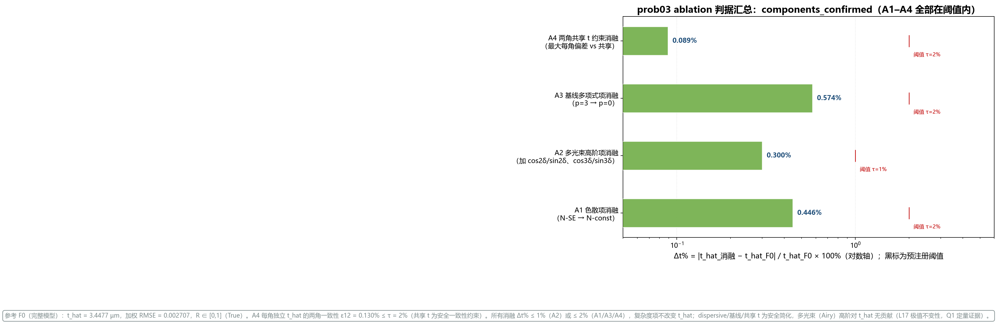 prob03 ablation 判据汇总：components_confirmed（A1–A4 全部在阈值内）
A4 两角共享 t 约束消融
（最大每角偏差 vs 共享）
0.089%
阈值 τ=2%
A3 基线多项式项消融
（p=3 → p=0）
0.574%
阈值 τ=2%
A2 多光束高阶项消融
（加 cos2δ/sin2δ、cos3δ/sin3δ）
0.300%
阈值 τ=1%
A1 色散项消融
（N-SE → N-const）
0.446%
阈值 τ=2%
10⁻¹
10⁰
Δt% = |t_hat_消融 − t_hat_F0| / t_hat_F0 × 100%（对数轴）；黑标为预注册阈值
参考 F0（完整模型）：t_hat = 3.4477 μm，加权 RMSE = 0.002707，R ∈ [0,1]（True）。A4 每角独立 t_hat 的两角一致性 ε12 = 0.130% ≤ τ = 2%（共享 t 为安全一致性约束）。所有消融 Δt% ≤ 1%（A2）或 ≤ 2%（A1/A3/A4），复杂度项不改变 t_hat；dispersive/基线/共享 t 为安全简化，多光束（Airy）高阶对 t_hat 无贡献（L17 极值不变性，Q1 定量证据）。